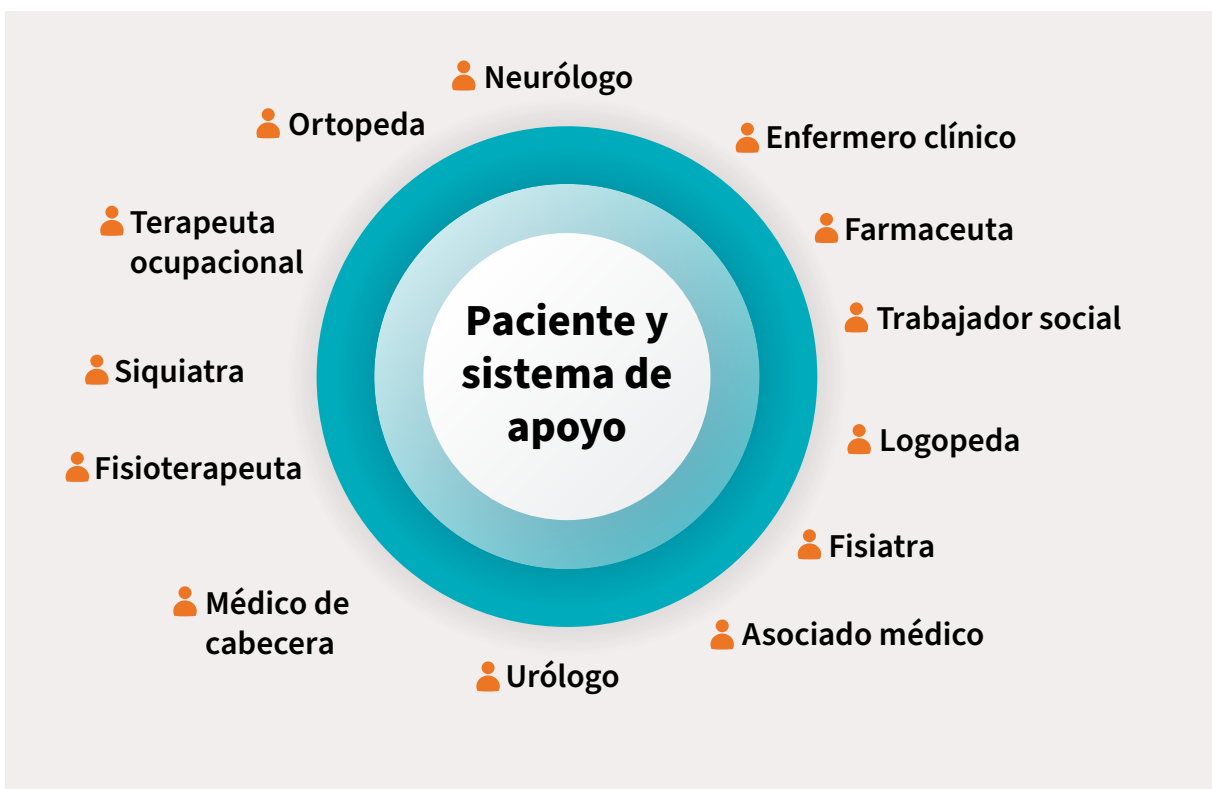 Neurólogo
Ortopeda
Enfermero clínico
Terapeuta
ocupacional
Farmaceuta
Trabajador social
Paciente y
sistema de
apoyo
Siquiatra
Logopeda
Fisioterapeuta
Fisiatra
Médico de
cabecera
Asociado médico
Urólogo